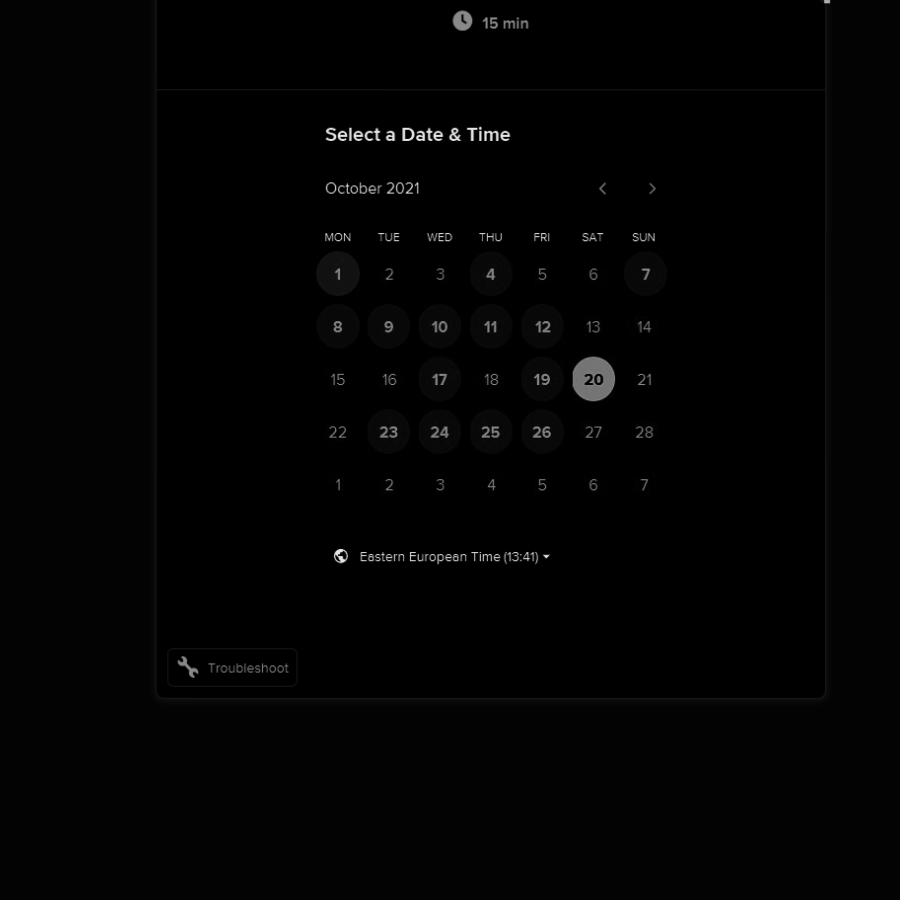 15 min
Select a Date & Time
October 2021
MON TUE WED THU FRI SAT SUN
1 2 3 4 5 6 7
8 9 10 11 12 13 14
15 16 17 18 19 20 21
22 23 24 25 26 27 28
1 2 3 4 5 6 7
Eastern European Time (13:41)
Troubleshoot